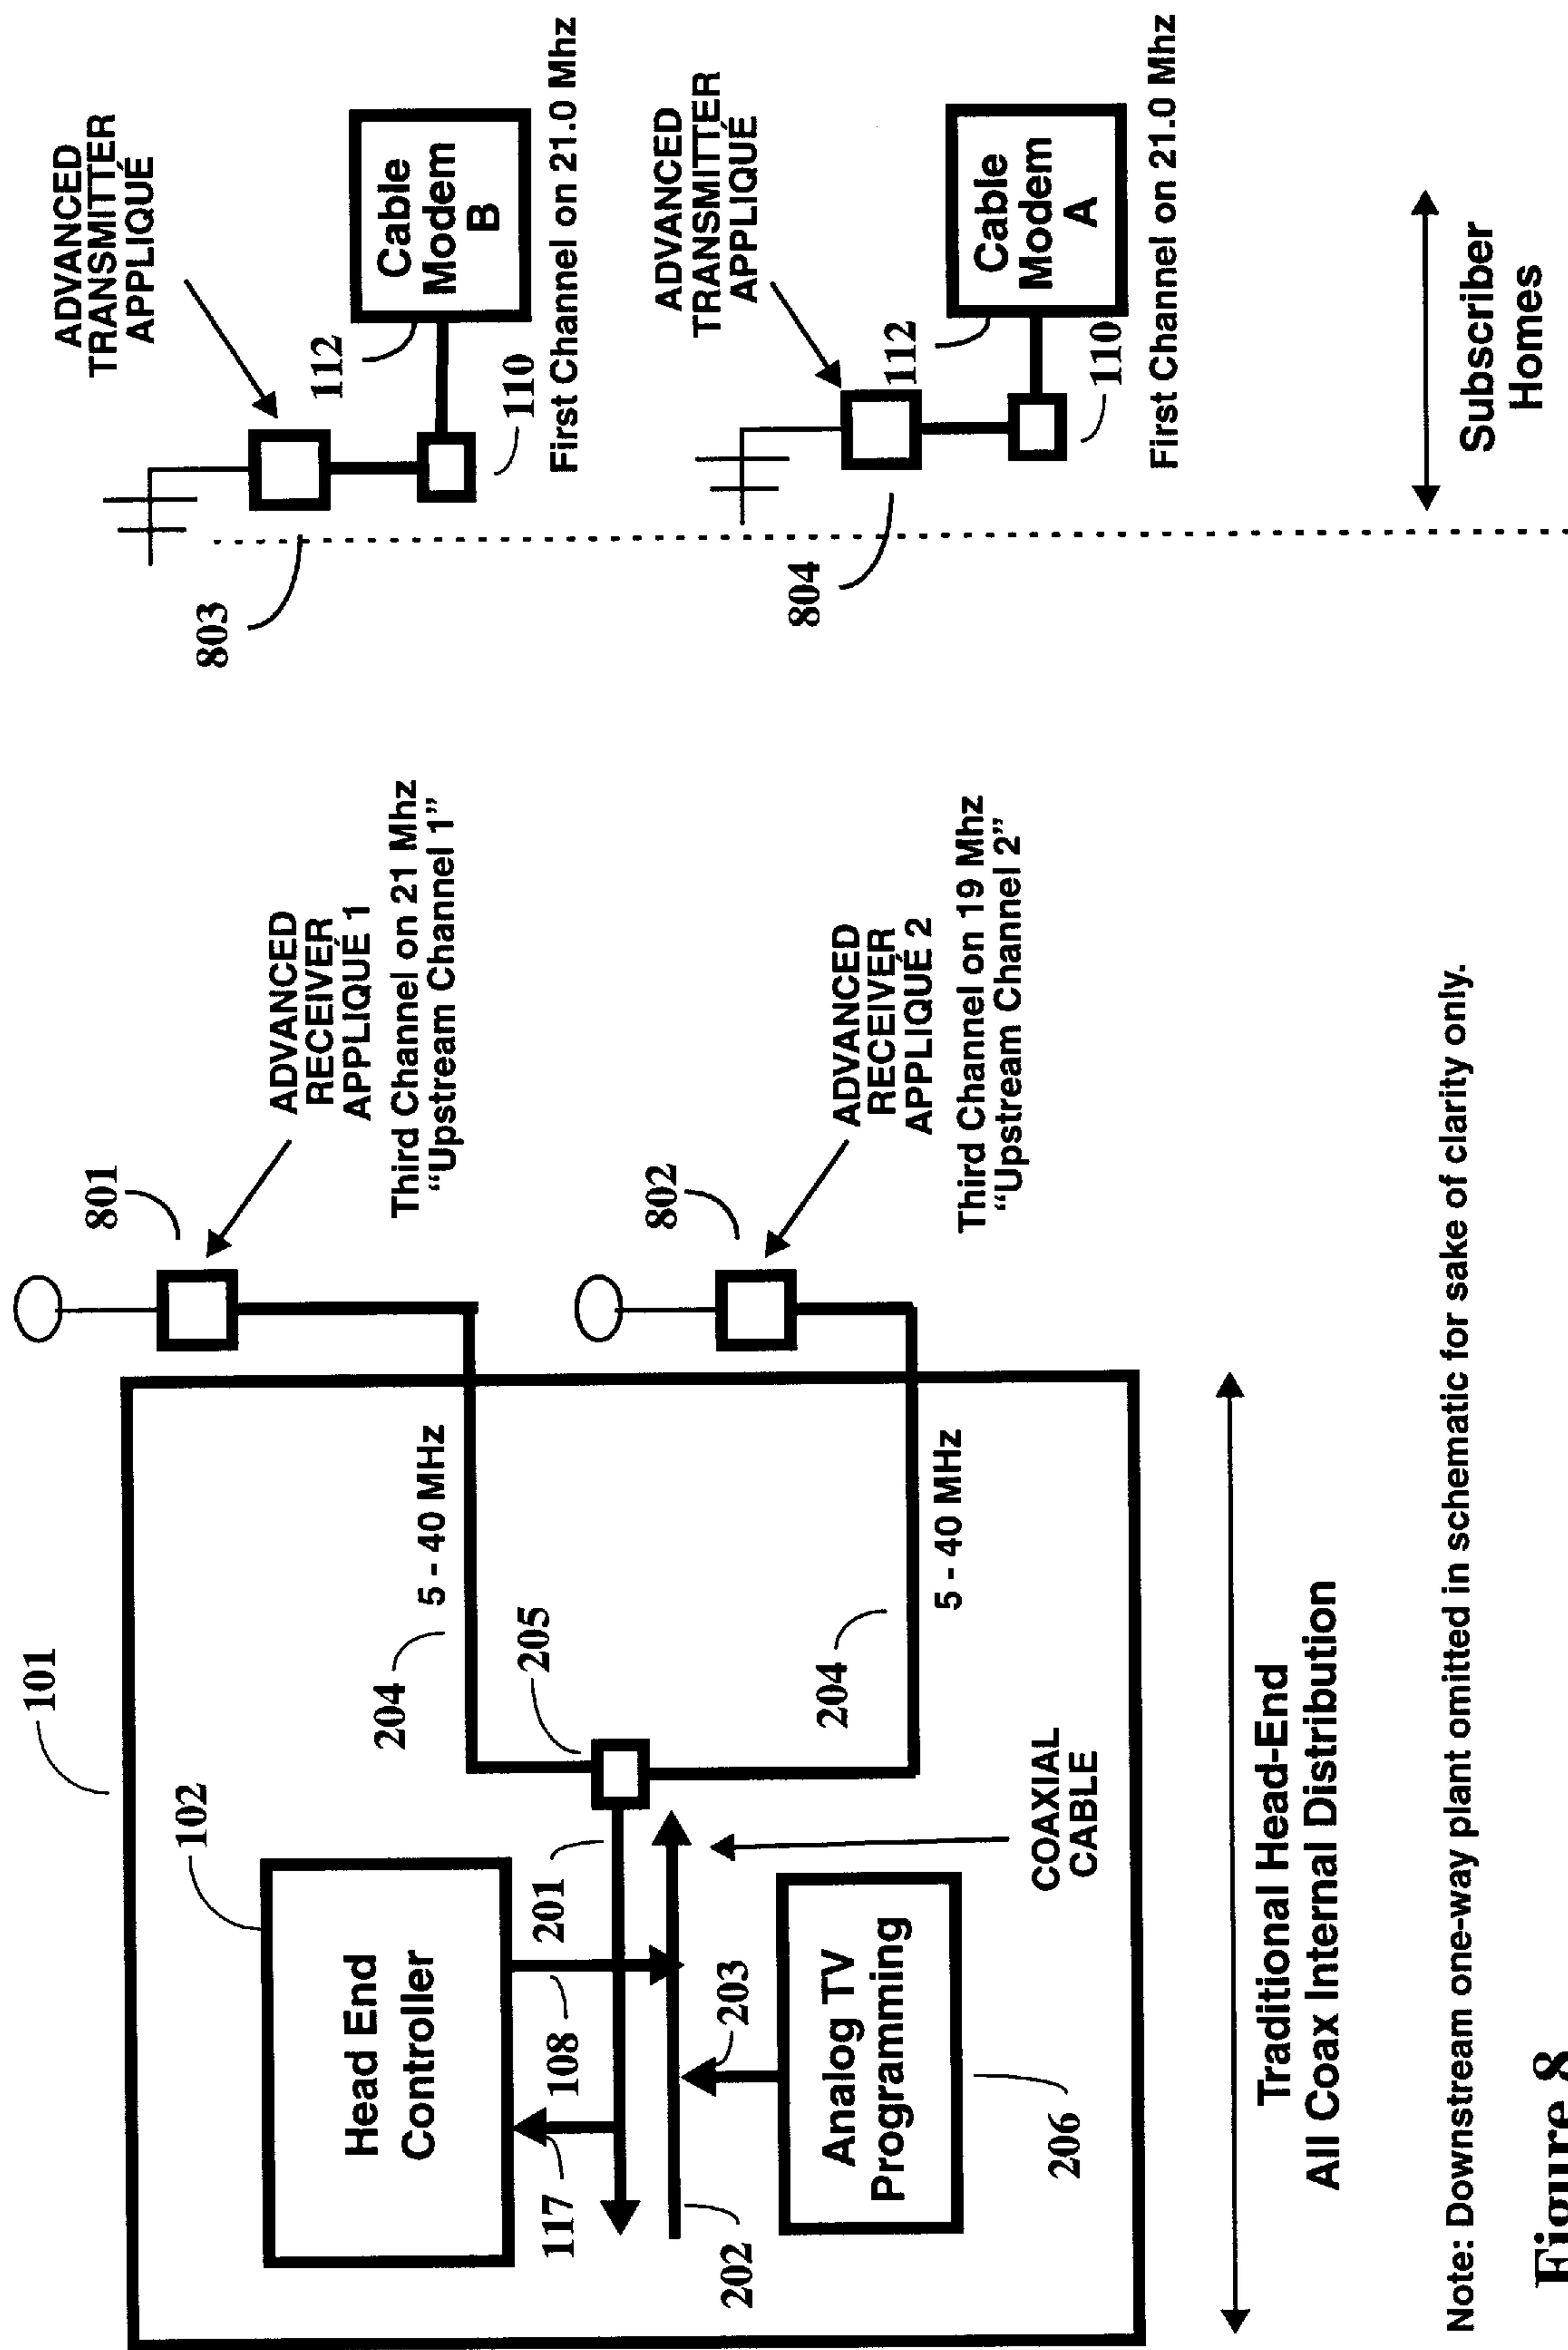 101
102
Head End
Controller
117
108
201
202
203
Analog TV
Programming
206
COAXIAL
CABLE
205
204
5 - 40 MHz
204
5 - 40 MHz
801
ADVANCED
RECEIVER
APPLIQUÉ 1
Third Channel on 21 Mhz
“Upstream Channel 1”
802
ADVANCED
RECEIVER
APPLIQUÉ 2
Third Channel on 19 Mhz
“Upstream Channel 2”
803
ADVANCED
TRANSMITTER
APPLIQUÉ
112
Cable
Modem
B
110
First Channel on 21.0 Mhz
804
ADVANCED
TRANSMITTER
APPLIQUÉ
112
Cable
Modem
A
110
First Channel on 21.0 Mhz
Traditional Head-End
All Coax Internal Distribution
Subscriber
Homes
Note: Downstream one-way plant omitted in schematic for sake of clarity only.
Figure 8